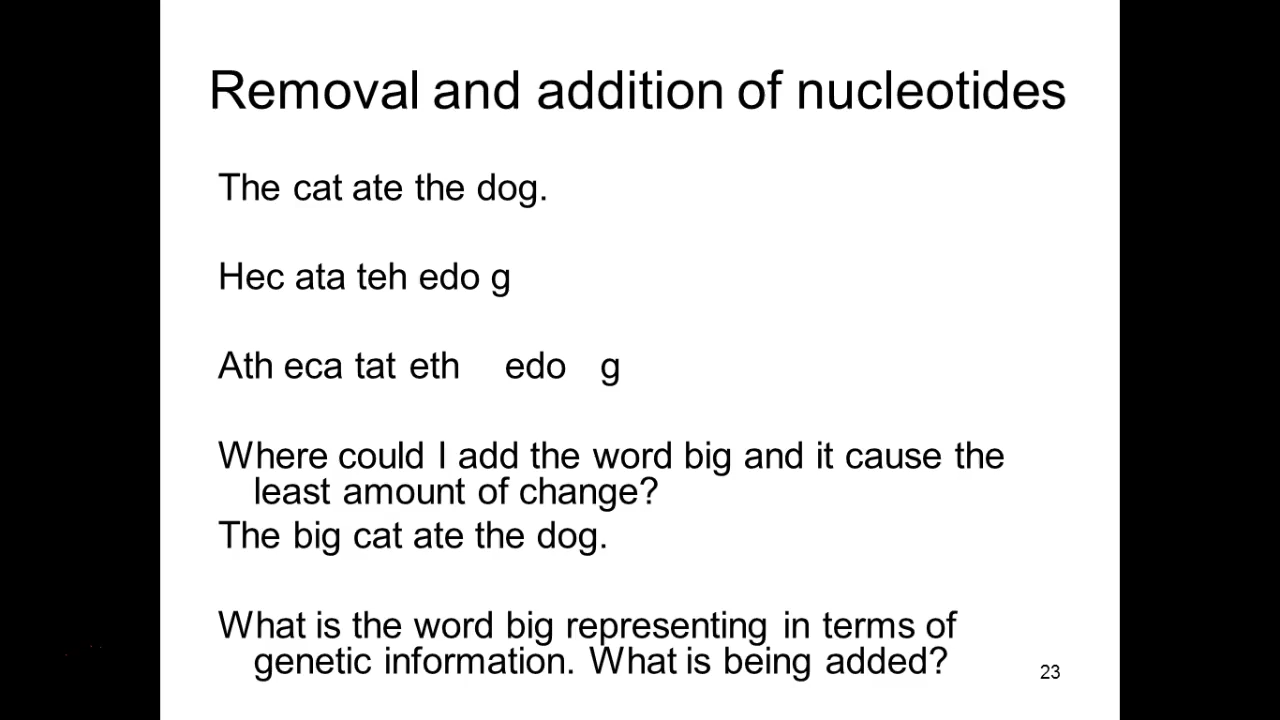 Removal and addition of nucleotides
The cat ate the dog.
Hec ata teh edo g
Ath eca tat eth edo g
Where could I add the word big and it cause the
least amount of change?
The big cat ate the dog.
What is the word big representing in terms of
genetic information. What is being added?
23